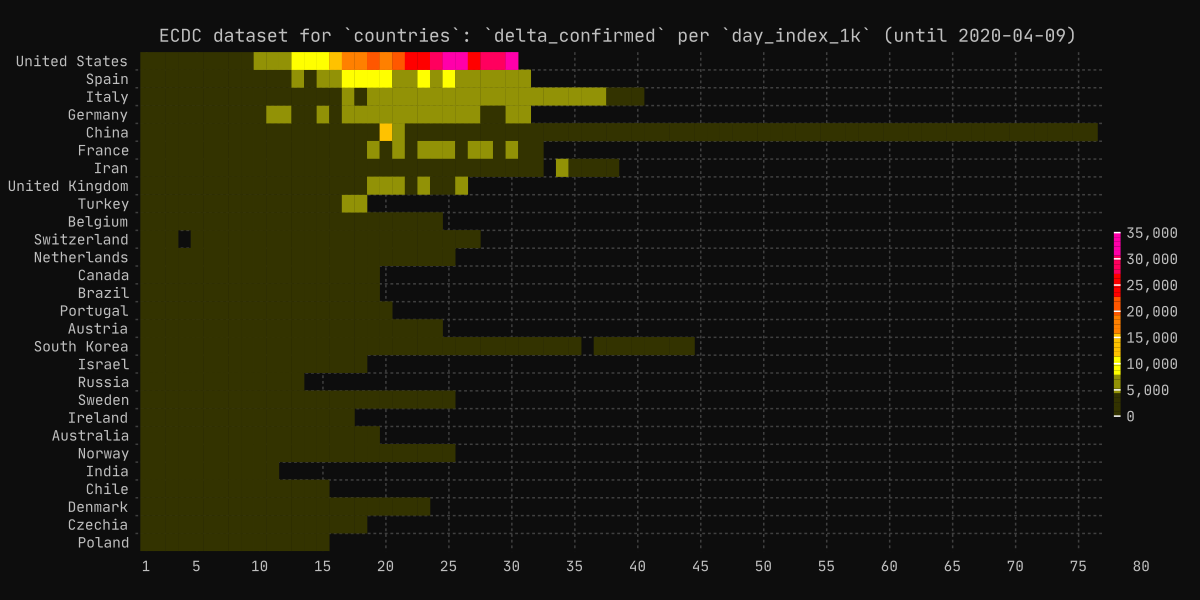 ECDC dataset for `countries`: `delta_confirmed` per `day_index_1k` (until 2020-04-09)
United States
Spain
Italy
Germany
China
France
Iran
United Kingdom
Turkey
Belgium
Switzerland
Netherlands
Canada
Brazil
Portugal
Austria
South Korea
Israel
Russia
Sweden
Ireland
Australia
Norway
India
Chile
Denmark
Czechia
Poland
1 5 10 15 20 25 30 35 40 45 50 55 60 65 70 75 80
35,000
30,000
25,000
20,000
15,000
10,000
5,000
0